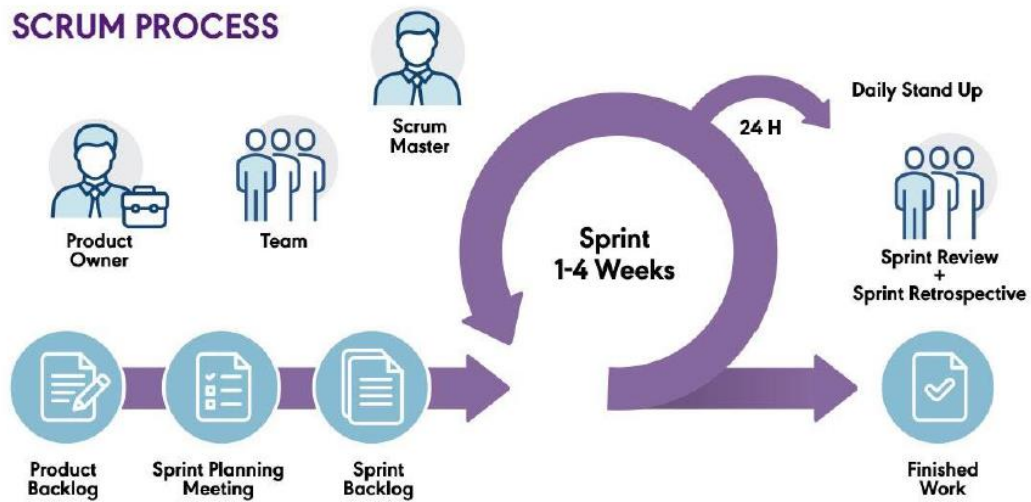 SCRUM PROCESS
Scrum
Master
Product
Owner
Team
Daily Stand Up
24 H
Sprint
1-4 Weeks
Sprint Review
+
Sprint Retrospective
Product
Backlog
Sprint Planning
Meeting
Sprint
Backlog
Finished
Work